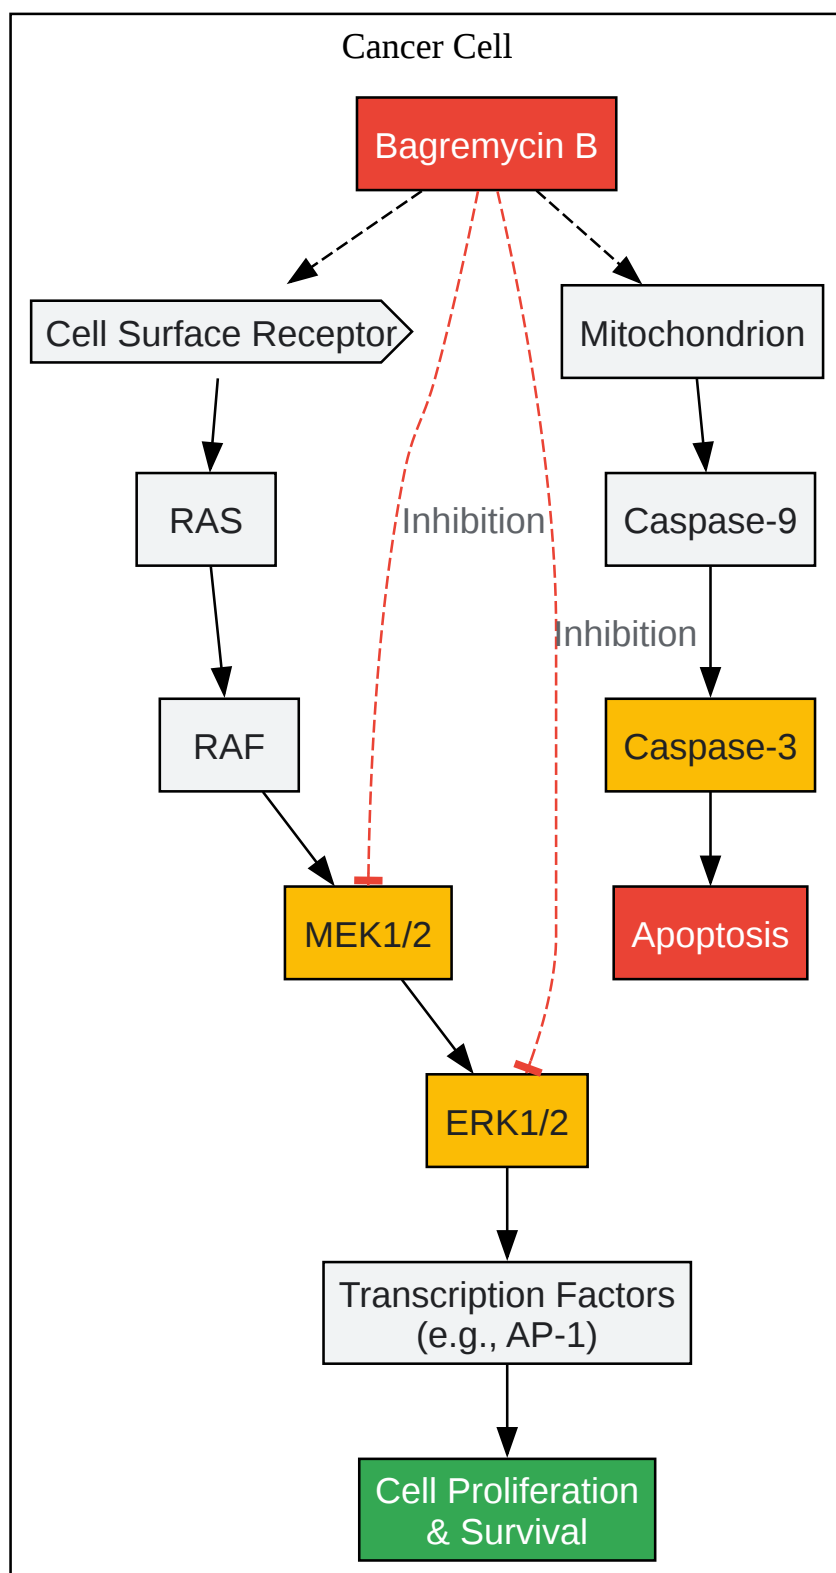 Cancer Cell
Bagremycin B
Cell Surface Receptor
Mitochondrion
RAS
Inhibition
Caspase-9
Inhibition
RAF
Caspase-3
MEK1/2
Apoptosis
ERK1/2
Transcription Factors
(e.g., AP-1)
Cell Proliferation
& Survival